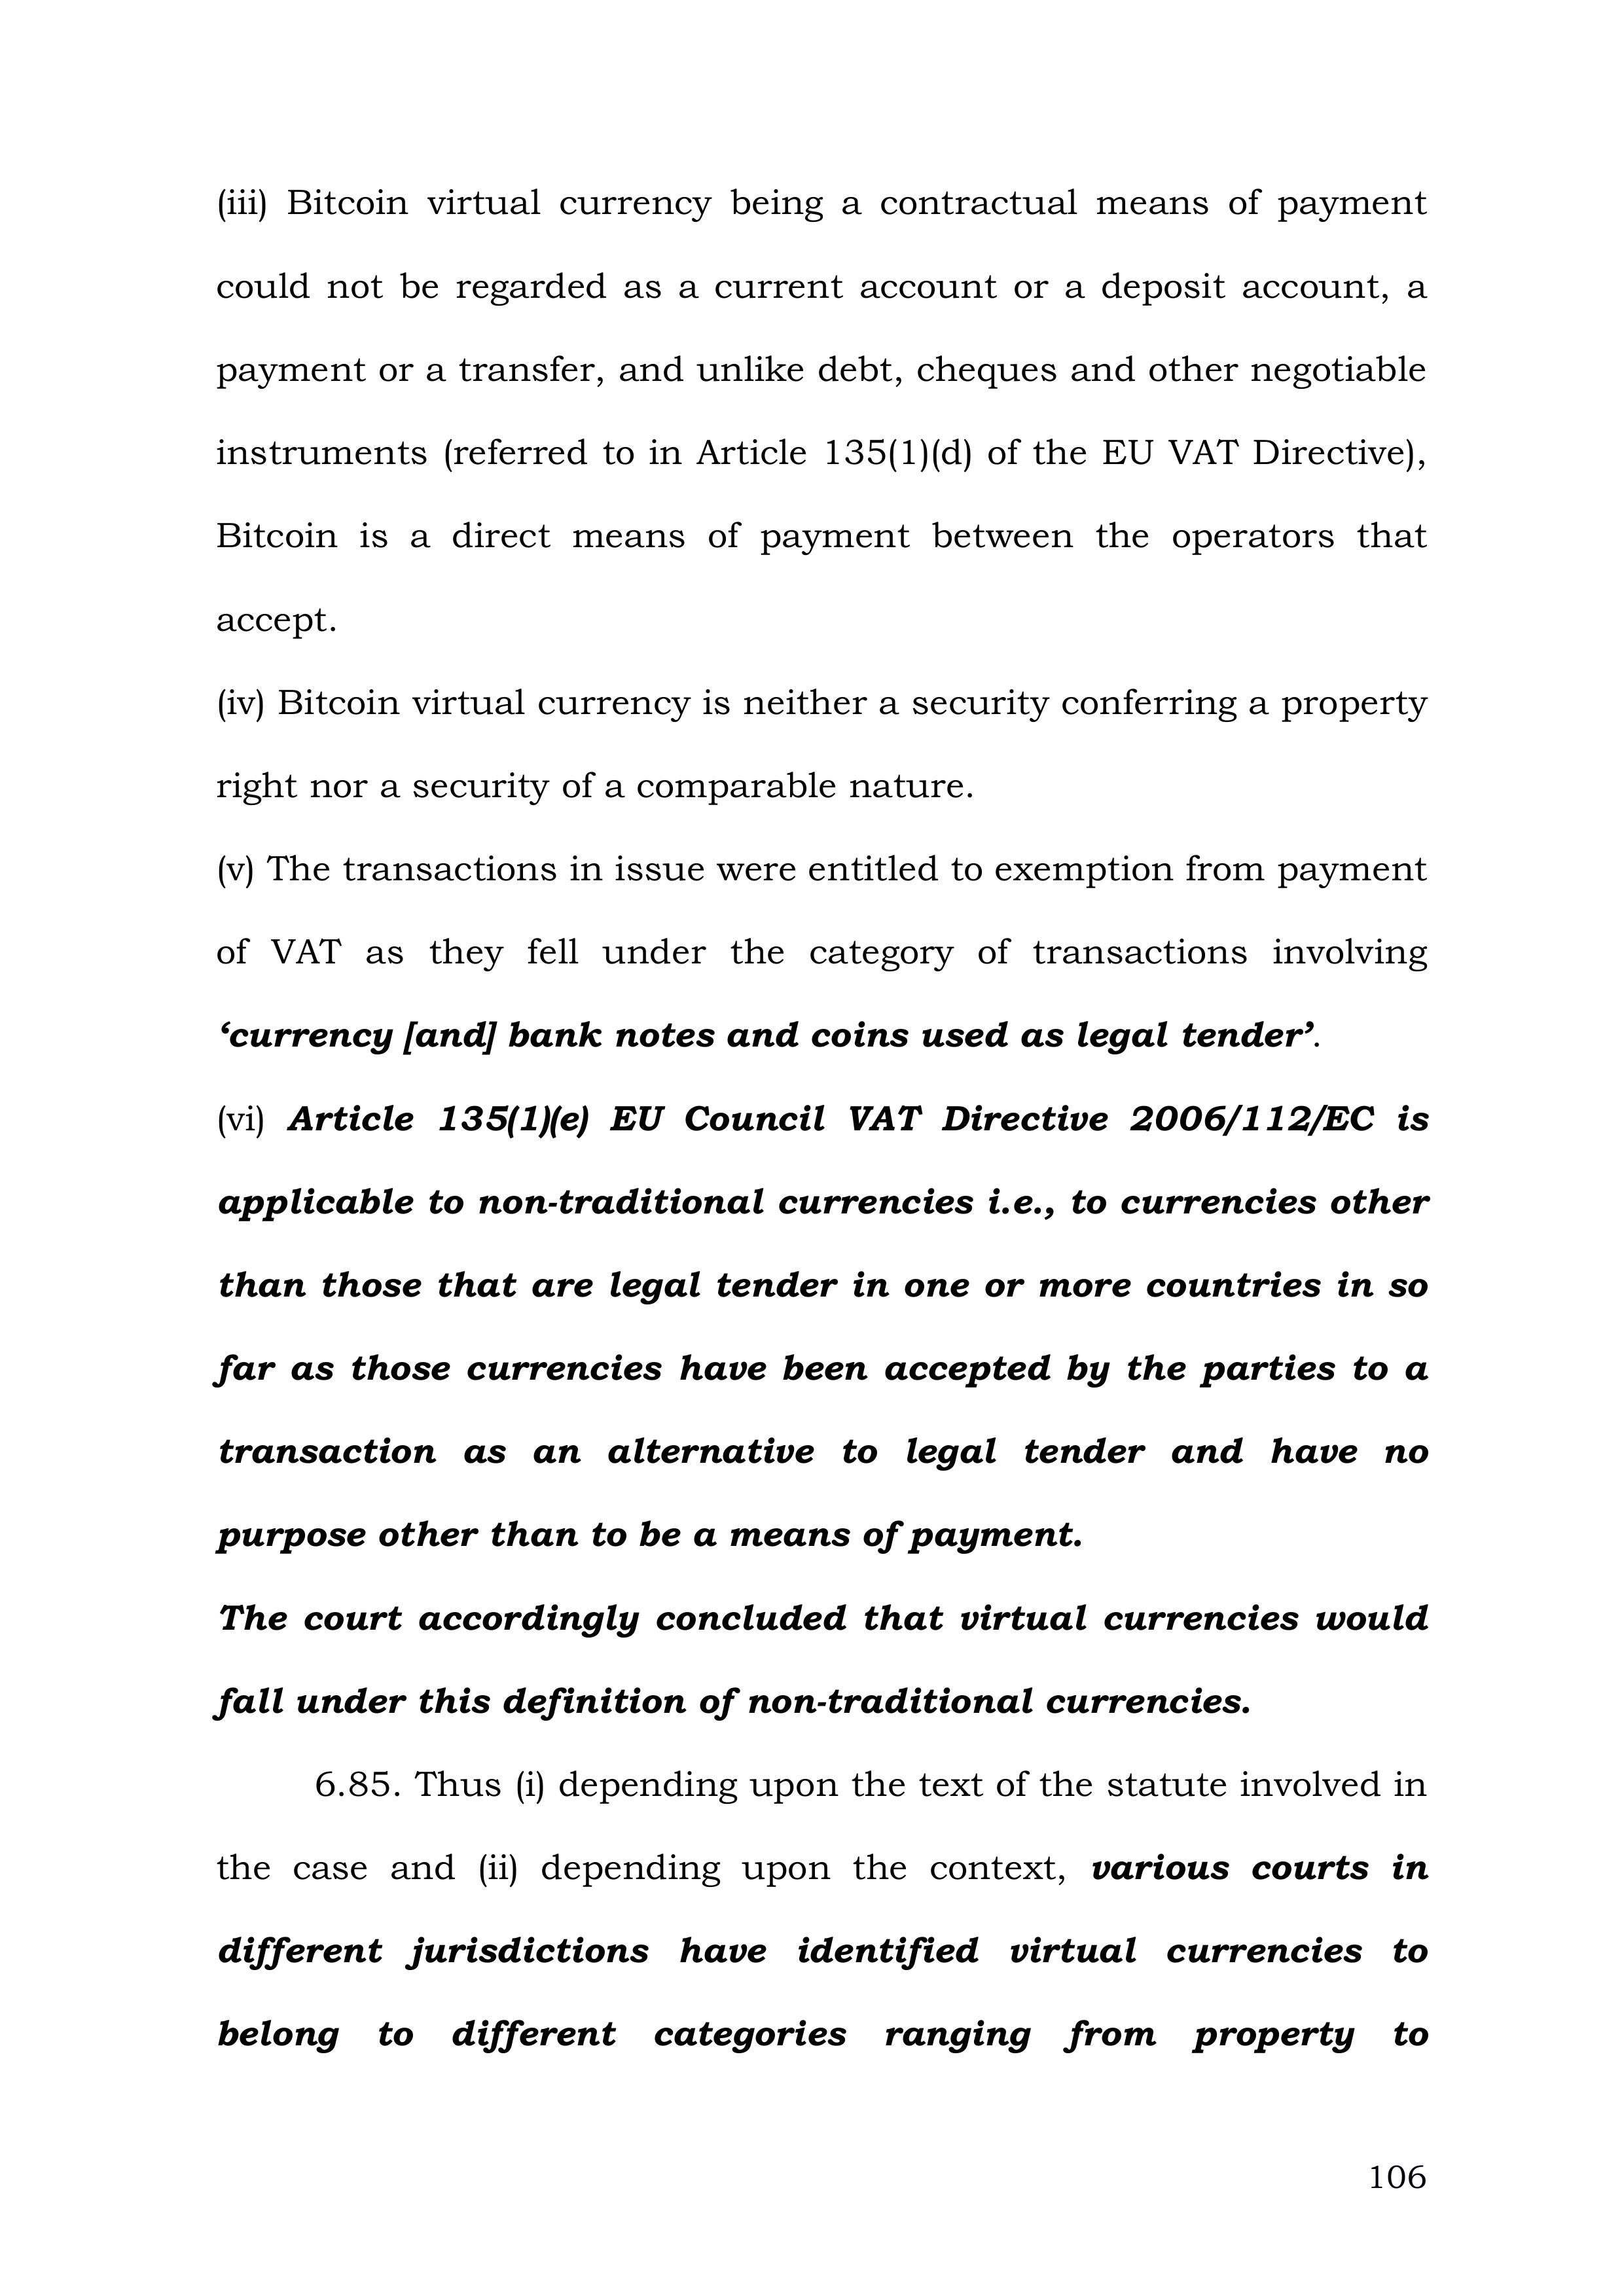 (iii) Bitcoin virtual currency being a contractual means of payment
could not be regarded as a current account or a deposit account, a
payment or a transfer, and unlike debt, cheques and other negotiable
instruments (referred to in Article 135(1)(d) of the EU VAT Directive),
Bitcoin is a direct means of payment between the operators that
accept.
(iv) Bitcoin virtual currency is neither a security conferring a property
right nor a security of a comparable nature.
(v) The transactions in issue were entitled to exemption from payment
of VAT as they fell under the category of transactions involving
‘currency [and] bank notes and coins used as legal tender’.
(vi) Article 135(1)(e) EU Council VAT Directive 2006/112/EC is
applicable to non-traditional currencies i.e., to currencies other
than those that are legal tender in one or more countries in so
far as those currencies have been accepted by the parties to a
transaction as an alternative to legal tender and have no
purpose other than to be a means of payment.
The court accordingly concluded that virtual currencies would
fall under this definition of non-traditional currencies.
6.85. Thus (i) depending upon the text of the statute involved in
the case and (ii) depending upon the context, various courts in
different jurisdictions have identified virtual currencies to
belong to different categories ranging from property to
106